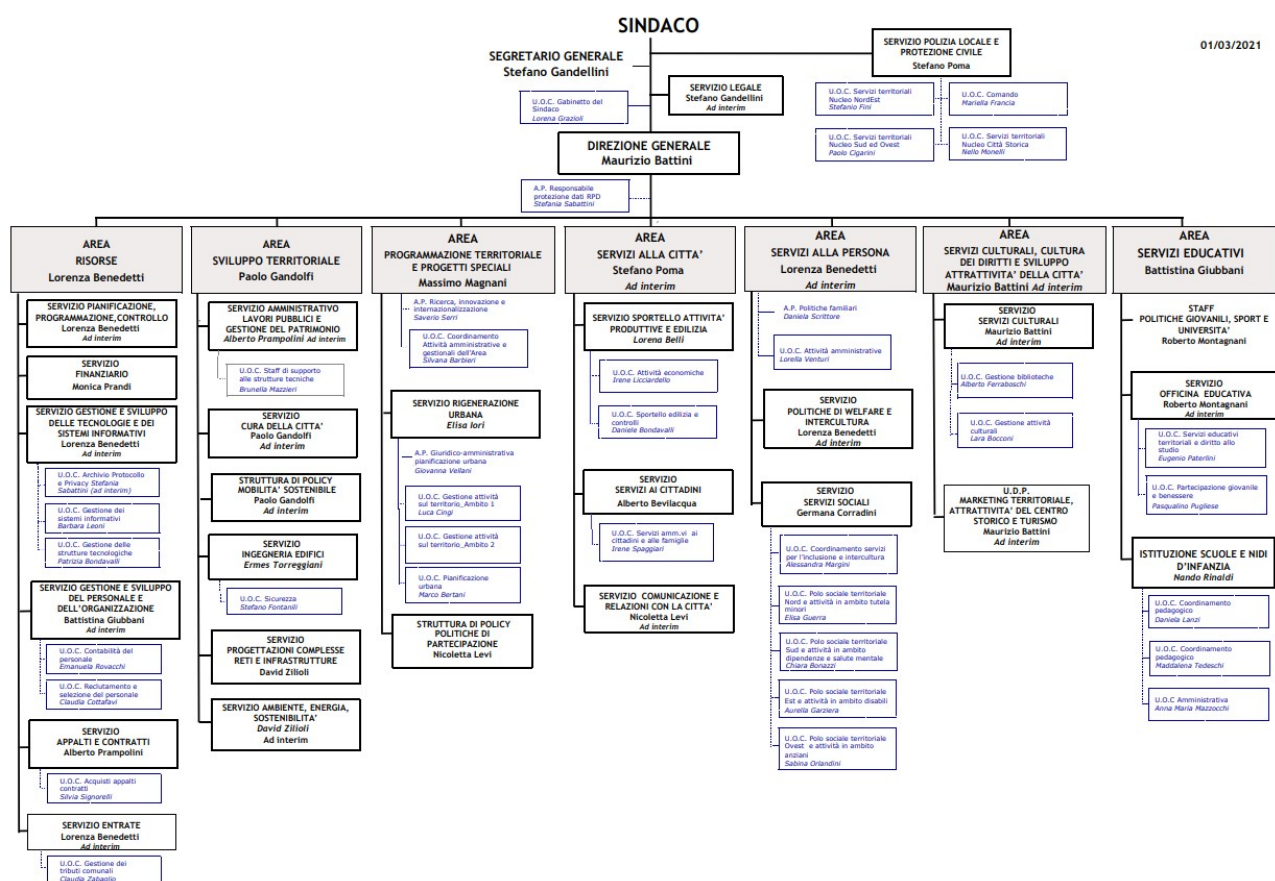 SINDACO
01/03/2021
SEGRETARIO GENERALE
Stefano Gandellini
SERVIZIO POLIZIA LOCALE E
PROTEZIONE CIVILE
Stefano Poma
SERVIZIO LEGALE
Stefano Gandellini
Ad interim
U.O.C. Gabinetto del
Sindaco
Lorena Grazioli
U.O.C. Servizi territoriali
Nucleo NordEst
Stefanio Fini
U.O.C. Comando
Mariella Francia
U.O.C. Servizi territoriali
Nucleo Sud ed Ovest
Paolo Cigarini
U.O.C. Servizi territoriali
Nucleo Città Storica
Nello Monelli
DIREZIONE GENERALE
Maurizio Battini
A.P. Responsabile
protezione dati RPD
Stefania Sabattini
AREA
RISORSE
Lorenza Benedetti
SERVIZIO PIANIFICAZIONE,
PROGRAMMAZIONE,CONTROLLO
Lorenza Benedetti
Ad interim
SERVIZIO
FINANZIARIO
Monica Prandi
SERVIZIO GESTIONE E SVILUPPO
DELLE TECNOLOGIE E DEI
SISTEMI INFORMATIVI
Lorenza Benedetti
Ad interim
U.O.C. Archivio Protocollo
e Privacy Stefania
Sabattini (ad interim)
U.O.C. Gestione dei
sistemi informativi
Barbara Leoni
U.O.C. Gestione delle
strutture tecnologiche
Patrizia Bondavalli
SERVIZIO GESTIONE E SVILUPPO
DEL PERSONALE E
DELL'ORGANIZZAZIONE
Battistina Giubbani
Ad interim
U.O.C. Contabilità del
personale
Emanuela Rovacchi
U.O.C. Reclutamento e
selezione del personale
Claudia Cottafavi
SERVIZIO
APPALTI E CONTRATTI
Alberto Prampolini
U.O.C. Acquisti appalti
contratti
Silvia Signorelli
SERVIZIO ENTRATE
Lorenza Benedetti
Ad interim
U.O.C. Gestione dei
tributi comunali
Claudia Zabaglio
AREA
SVILUPPO TERRITORIALE
Paolo Gandolfi
SERVIZIO AMMINISTRATIVO
LAVORI PUBBLICI E
GESTIONE DEL PATRIMONIO
Alberto Prampolini Ad interim
U.O.C. Staff di supporto
alle strutture tecniche
Brunella Mazzieri
SERVIZIO
CURA DELLA CITTA'
Paolo Gandolfi
Ad interim
STRUTTURA DI POLICY
MOBILITA' SOSTENIBILE
Paolo Gandolfi
Ad interim
SERVIZIO
INGEGNERIA EDIFICI
Ermes Torreggiani
U.O.C. Sicurezza
Stefano Fontanili
SERVIZIO
PROGETTAZIONI COMPLESSE
RETI E INFRASTRUTTURE
David Zilioli
SERVIZIO AMBIENTE, ENERGIA,
SOSTENIBILITA'
David Zilioli
Ad interim
AREA
PROGRAMMAZIONE TERRITORIALE
E PROGETTI SPECIALI
Massimo Magnani
A.P. Ricerca, innovazione e
internazionalizzazione
Saverio Serri
U.O.C. Coordinamento
Attività amministrative e
gestionali dell'Area
Silvana Barbieri
SERVIZIO RIGENERAZIONE
URBANA
Elisa Iori
A.P. Giuridico-amministrativa
pianificazione urbana
Giovanna Vellani
U.O.C. Gestione attività
sul territorio_Ambito 1
Luca Cingi
U.O.C. Gestione attività
sul territorio_Ambito 2
U.O.C. Pianificazione
urbana
Marco Bertani
STRUTTURA DI POLICY
POLITICHE DI
PARTECIPAZIONE
Nicoletta Levi
AREA
SERVIZI ALLA CITTA'
Stefano Poma
Ad interim
SERVIZIO SPORTELLO ATTIVITA'
PRODUTTIVE E EDILIZIA
Lorena Belli
U.O.C. Attività economiche
Irene Licciardello
U.O.C. Sportello edilizia e
controlli
Daniele Bondavalli
SERVIZIO
SERVIZI AI CITTADINI
Alberto Bevilacqua
U.O.C. Servizi amm.vi ai
cittadini e alle famiglie
Irene Spaggiari
SERVIZIO COMUNICAZIONE E
RELAZIONI CON LA CITTA'
Nicoletta Levi
Ad interim
AREA
SERVIZI ALLA PERSONA
Lorenza Benedetti
Ad interim
A.P. Politiche familiari
Daniela Scrittore
U.O.C. Attività amministrative
Lorella Venturi
SERVIZIO
POLITICHE DI WELFARE E
INTERCULTURA
Lorenza Benedetti
Ad interim
SERVIZIO
SERVIZI SOCIALI
Germana Corradini
U.O.C. Coordinamento servizi
per l'inclusione e intercultura
Alessandra Margini
U.O.C. Polo sociale territoriale
Nord e attività in ambito tutela
minori
Elisa Guerra
U.O.C. Polo sociale territoriale
Sud e attività in ambito
dipendenze e salute mentale
Chiara Bonazzi
U.O.C. Polo sociale territoriale
Est e attività in ambito disabili
Aurella Garziera
U.O.C. Polo sociale territoriale
Ovest e attività in ambito
anziani
Sabina Orlandini
AREA
SERVIZI CULTURALI, CULTURA
DEI DIRITTI E SVILUPPO
ATTRATTIVITA' DELLA CITTA'
Maurizio Battini Ad interim
SERVIZIO
SERVIZI CULTURALI
Maurizio Battini
Ad interim
U.O.C. Gestione biblioteche
Alberto Ferraboschi
U.O.C. Gestione attività
culturali
Lara Bocconi
U.D.P.
MARKETING TERRITORIALE,
ATTRATTIVITA' DEL CENTRO
STORICO E TURISMO
Maurizio Battini
Ad interim
AREA
SERVIZI EDUCATIVI
Battistina Giubbani
STAFF
POLITICHE GIOVANILI, SPORT E
UNIVERSITA'
Roberto Montagnani
SERVIZIO
OFFICINA EDUCATIVA
Roberto Montagnani
Ad interim
U.O.C. Servizi educativi
territoriali e diritto allo
studio
Eugenio Paterlini
U.O.C. Partecipazione giovanile
e benessere
Pasqualino Pugliese
ISTITUZIONE SCUOLE E NIDI
D'INFANZIA
Nando Rinaldi
U.O.C. Coordinamento
pedagogico
Daniela Lanzi
U.O.C. Coordinamento
pedagogico
Maddalena Tedeschi
U.O.C Amministrativa
Anna Maria Mazzocchi